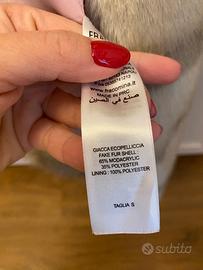 FRACOMINA
www.fracomina.it
MADE IN PRC
صنع في الصين
GIACCA ECOPELLICCIA
FAKE FUR SHELL :
65% MODACRYLIC
35% POLYESTER
LINING : 100% POLYESTER
TAGLIA S
subito